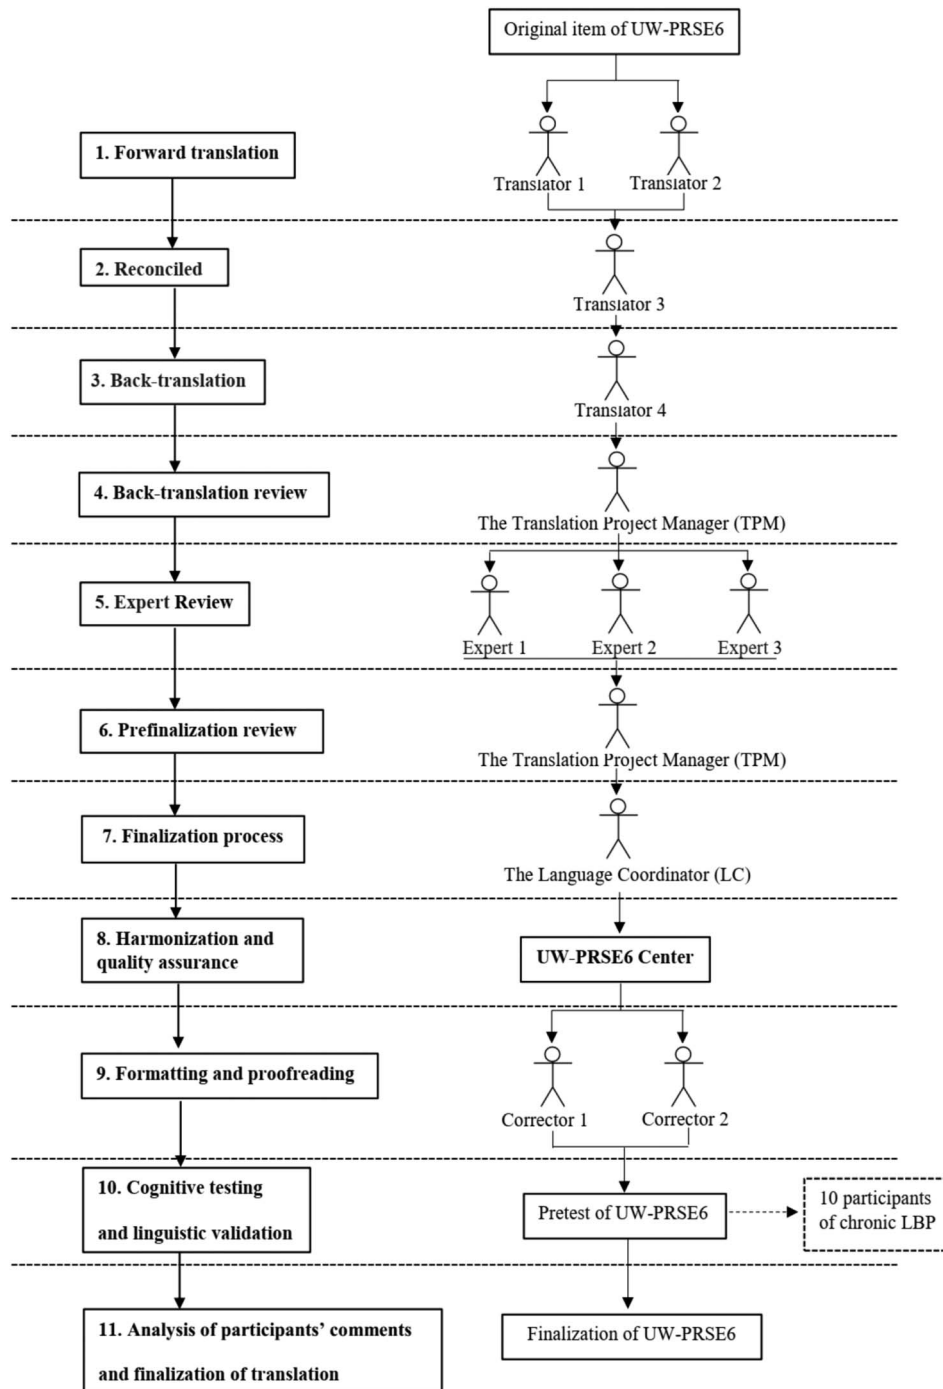 Original item of UW-PRSE6
1. Forward translation
Translator 1
Translator 2
2. Reconciled
Translator 3
3. Back-translation
Translator 4
4. Back-translation review
The Translation Project Manager (TPM)
5. Expert Review
Expert 1
Expert 2
Expert 3
6. Prefinalization review
The Translation Project Manager (TPM)
7. Finalization process
The Language Coordinator (LC)
8. Harmonization and
quality assurance
UW-PRSE6 Center
9. Formatting and proofreading
Corrector 1
Corrector 2
10. Cognitive testing
and linguistic validation
Pretest of UW-PRSE6
10 participants
of chronic LBP
11. Analysis of participants’ comments
and finalization of translation
Finalization of UW-PRSE6